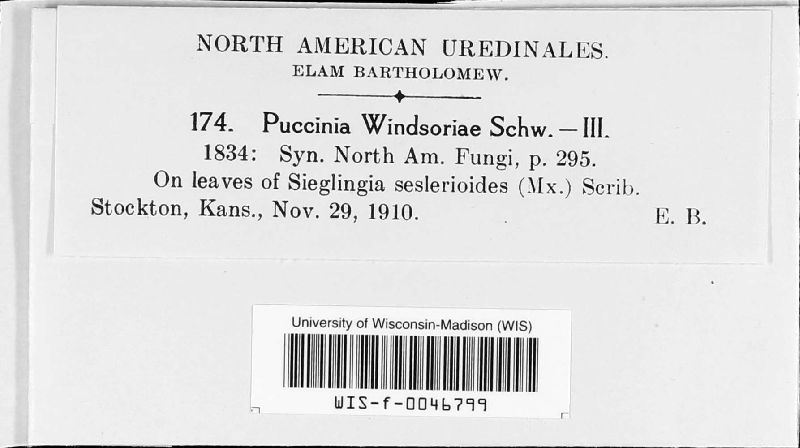 NORTH AMERICAN UREDINALES.
ELAM BARTHOLOMEW.
174. Puccinia Windsoriae Schw. — III.
1834: Syn. North Am. Fungi, p. 295.
On leaves of Sieglingia seslerioides (Mx.) Scrib.
Stockton, Kans., Nov. 29, 1910. E. B.
University of Wisconsin-Madison (WIS)
WIS-f-0046799